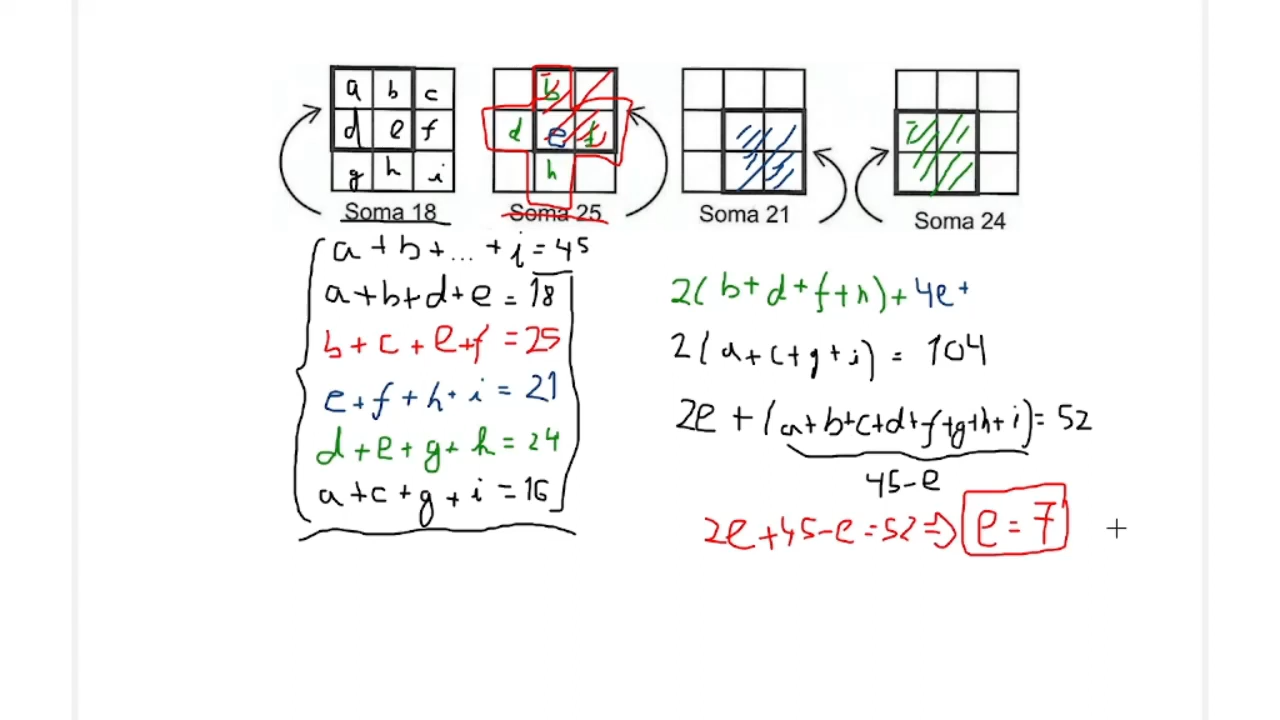 a b c
d e f
g h i
b
d e f
h
Soma 18
Soma 25
Soma 21
Soma 24
a + b + ... + i = 45
a + b + d + e = 18
b + c + e + f = 25
e + f + h + i = 21
d + e + g + h = 24
a + c + g + i = 16
2( b + d + f + h ) + 4e +
2( a + c + g + i ) = 104
2e + ( a + b + c + d + f + g + h + i ) = 52
45 - e
2e + 45 - e = 52 => e = 7